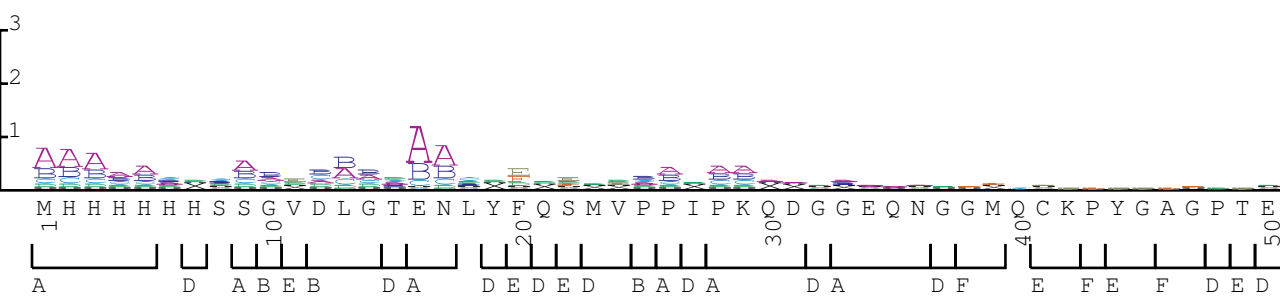 3
2
1
M H H H H H H S S G V D L G T E N L Y F Q S M V P P I P K Q D G G E Q N G G M Q C K P Y G A G P T E
1 10 20 30 40 50
A D A B E B D A D E D E D B A D A D A D F E F E F D E D